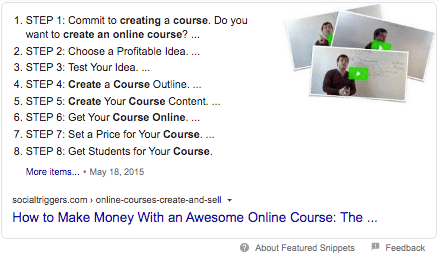 1. STEP 1: Commit to creating a course. Do you
want to create an online course? ...
2. STEP 2: Choose a Profitable Idea. ...
3. STEP 3: Test Your Idea. ...
4. STEP 4: Create a Course Outline. ...
5. STEP 5: Create Your Course Content. ...
6. STEP 6: Get Your Course Online. ...
7. STEP 7: Set a Price for Your Course. ...
8. STEP 8: Get Students for Your Course.
More items... • May 18, 2015
socialtriggers.com › online-courses-create-and-sell
How to Make Money With an Awesome Online Course: The ...
About Featured Snippets Feedback